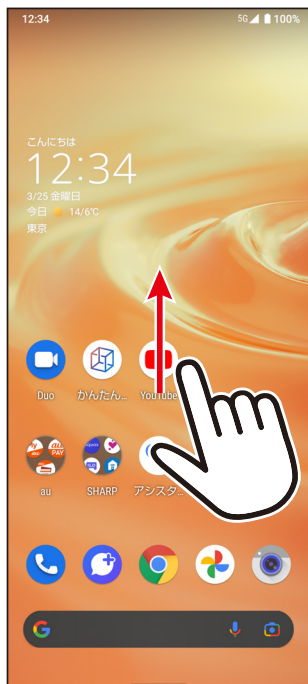 12:34 5G 100%
こんにちは
12:34
3/25 金曜日
今日 14/6℃
東京
Duo かんたん… YouTube
au SHARP アシスタ…